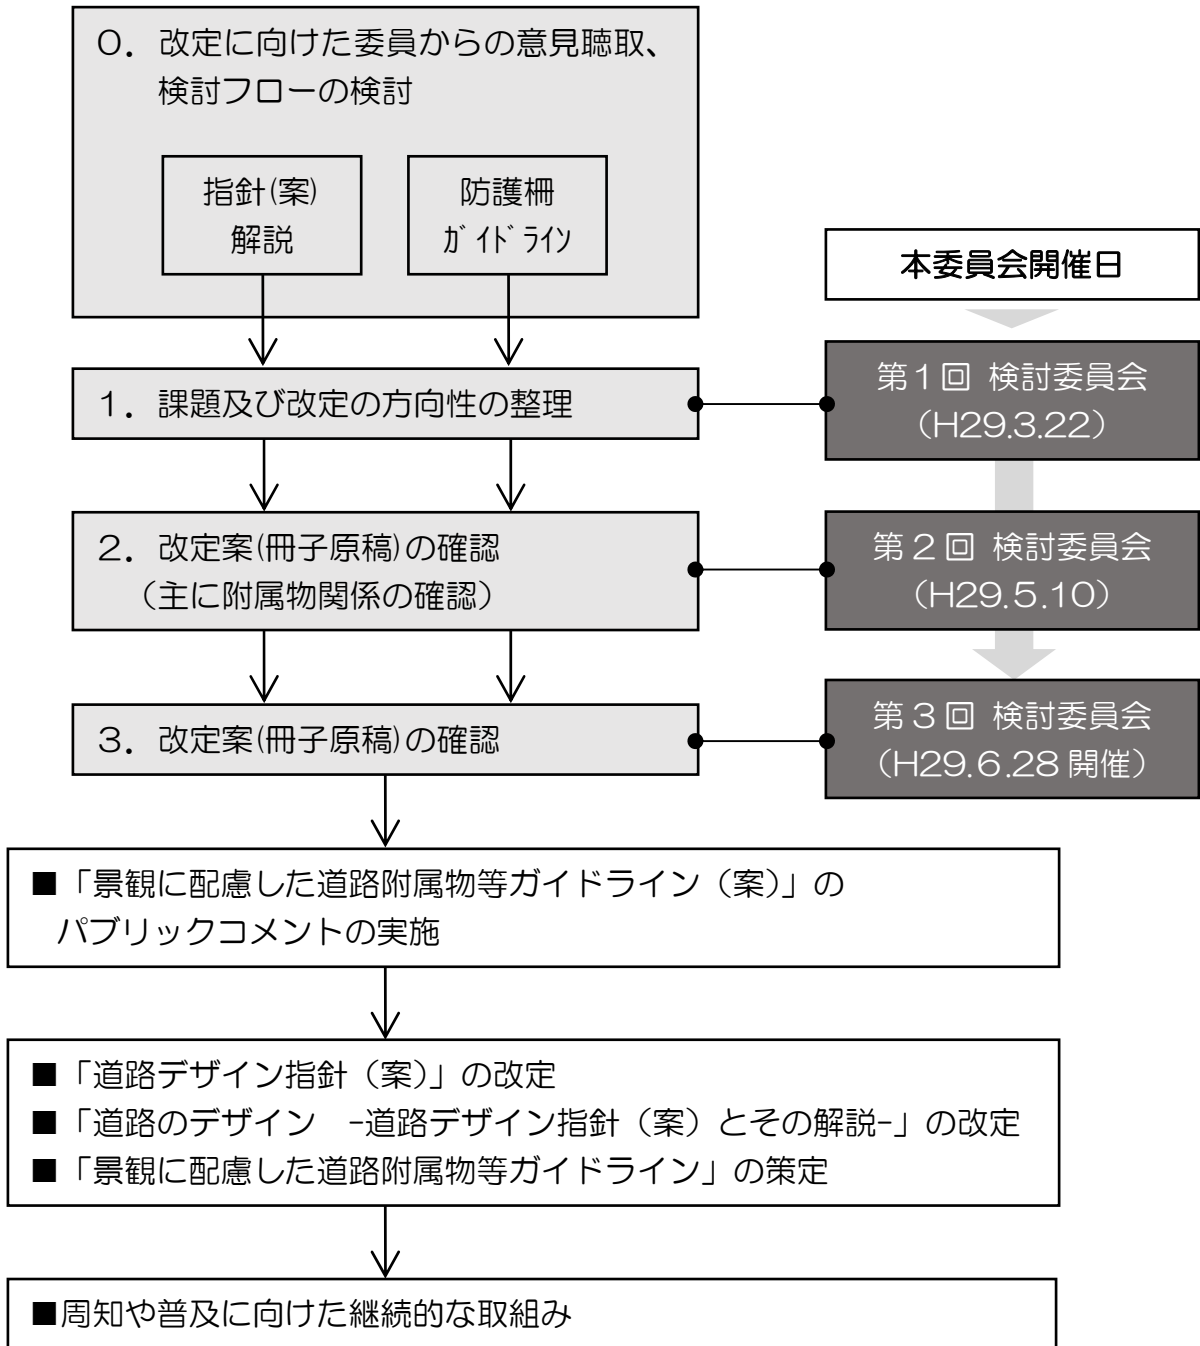 ０．改定に向けた委員からの意見聴取、
検討フローの検討
指針(案)
解説
防護柵
ｶﾞｲﾄﾞﾗｲﾝ
本委員会開催日
１．課題及び改定の方向性の整理
第１回 検討委員会
（H29.3.22）
２．改定案(冊子原稿)の確認
（主に附属物関係の確認）
第２回 検討委員会
（H29.5.10）
３．改定案(冊子原稿)の確認
第３回 検討委員会
（H29.6.28 開催）
■「景観に配慮した道路附属物等ガイドライン（案）」の
パブリックコメントの実施
■「道路デザイン指針（案）」の改定
■「道路のデザイン　-道路デザイン指針（案）とその解説-」の改定
■「景観に配慮した道路附属物等ガイドライン」の策定
■周知や普及に向けた継続的な取組み